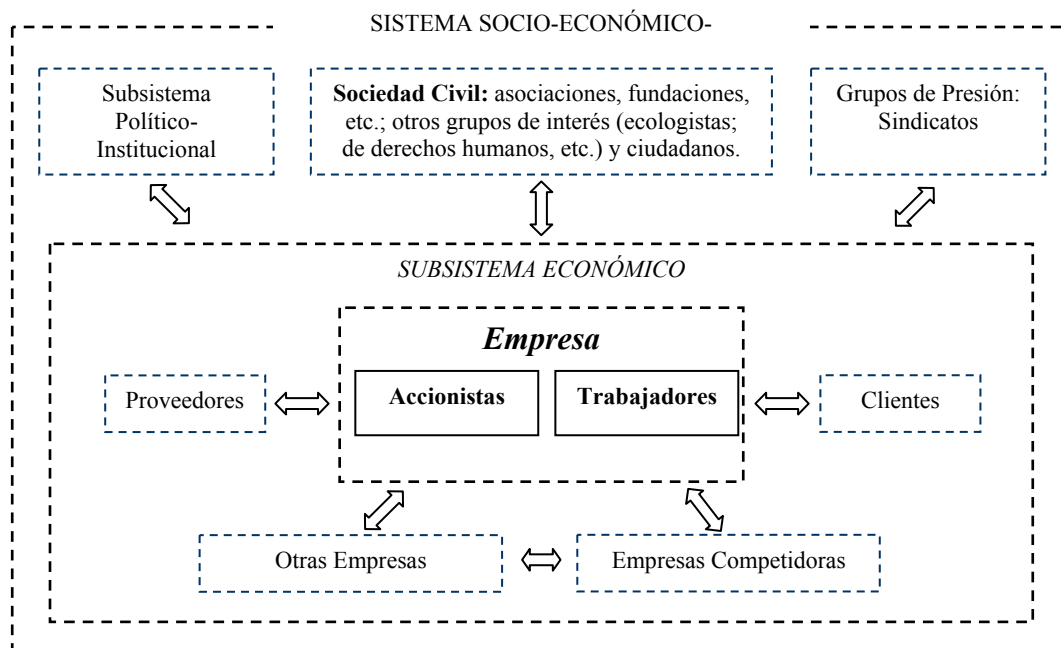 SISTEMA SOCIO-ECONÓMICO-
Subsistema
Político-
Institucional
Sociedad Civil: asociaciones, fundaciones,
etc.; otros grupos de interés (ecologistas;
de derechos humanos, etc.) y ciudadanos.
Grupos de Presión:
Sindicatos
SUBSISTEMA ECONÓMICO
Empresa
Proveedores
Accionistas
Trabajadores
Clientes
Otras Empresas
Empresas Competidoras